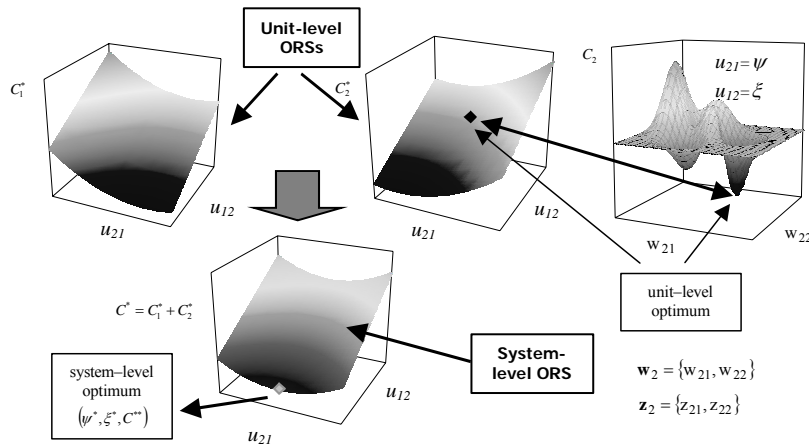 Unit-level
ORSs
C₁*
u₂₁
u₁₂
C₂*
u₂₁
u₁₂
C₂
u₂₁=ψ
u₁₂=ξ
w₂₁
w₂₂
unit–level
optimum
C* = C₁* + C₂*
System-
level ORS
system–level
optimum
(ψ*, ξ*, C**)
u₂₁
u₁₂
w₂ = {w₂₁, w₂₂}
z₂ = {z₂₁, z₂₂}